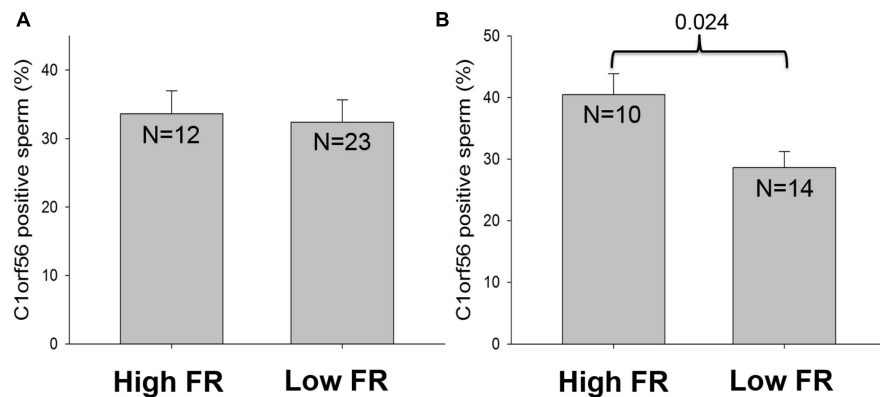 A
C1orf56 positive sperm (%)
40
30
20
10
0
N=12
N=23
High FR
Low FR
B
0.024
C1orf56 positive sperm (%)
50
40
30
20
10
0
N=10
N=14
High FR
Low FR